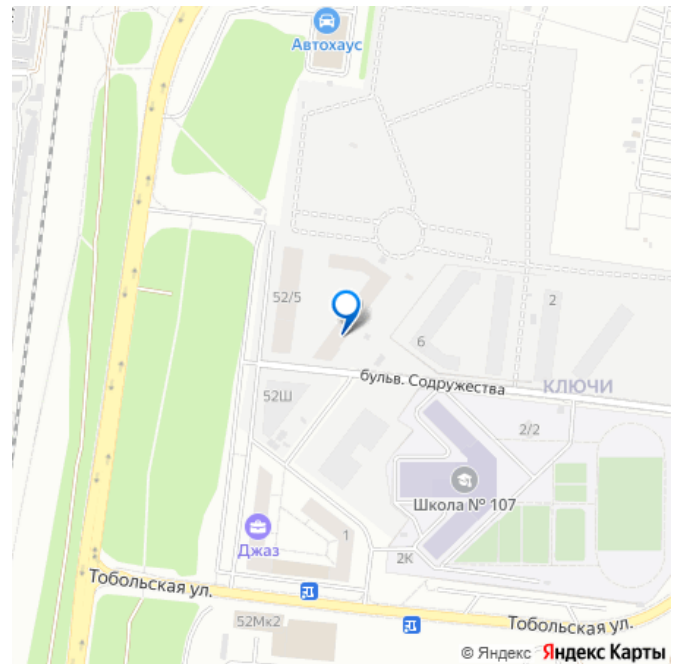 Автохаус
52/5
2
6
бульв. Содружества
КЛЮЧИ
52Ш
2/2
Школа № 107
1
Джаз
2К
Тобольская ул.
52Мк2
Тобольская ул.
© Яндекс Яндекс Карты